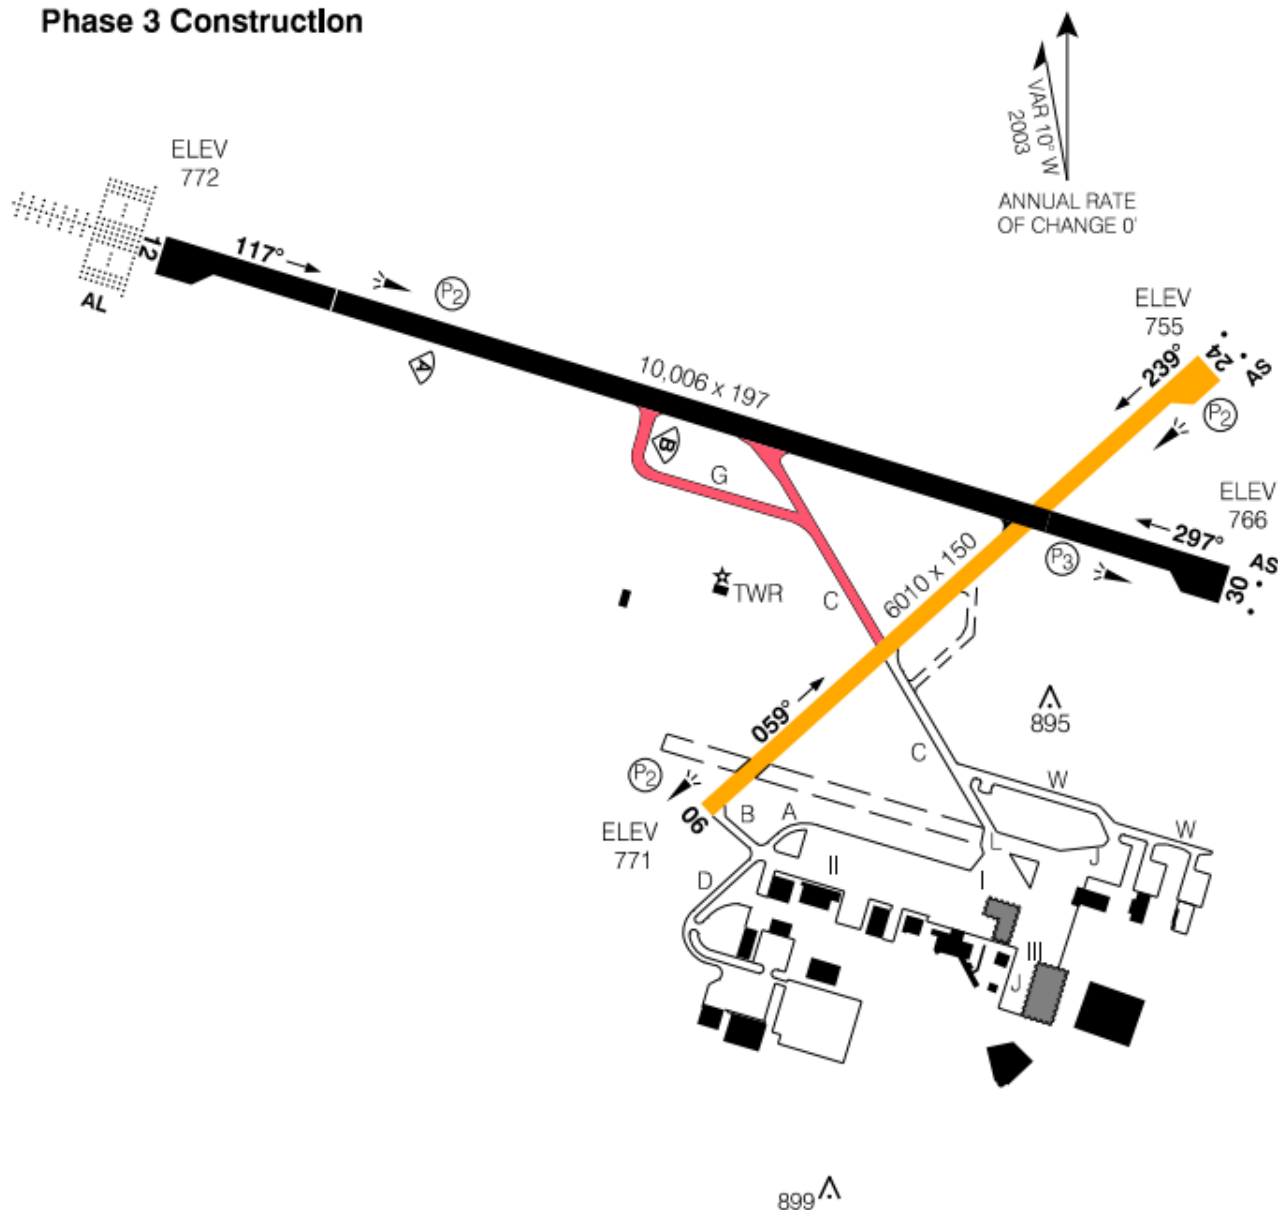 Phase 3 Construction
VAR 10° W
2003
ANNUAL RATE
OF CHANGE 0'
ELEV
772
12
AL
117°
P2
A
10,006 x 197
ELEV
755
24
AS
239°
P2
B
G
ELEV
766
297°
AS
30
P3
6010 x 150
TWR
C
895
059°
C
W
P2
06
B
A
W
ELEV
771
L
J
II
I
D
III
J
899